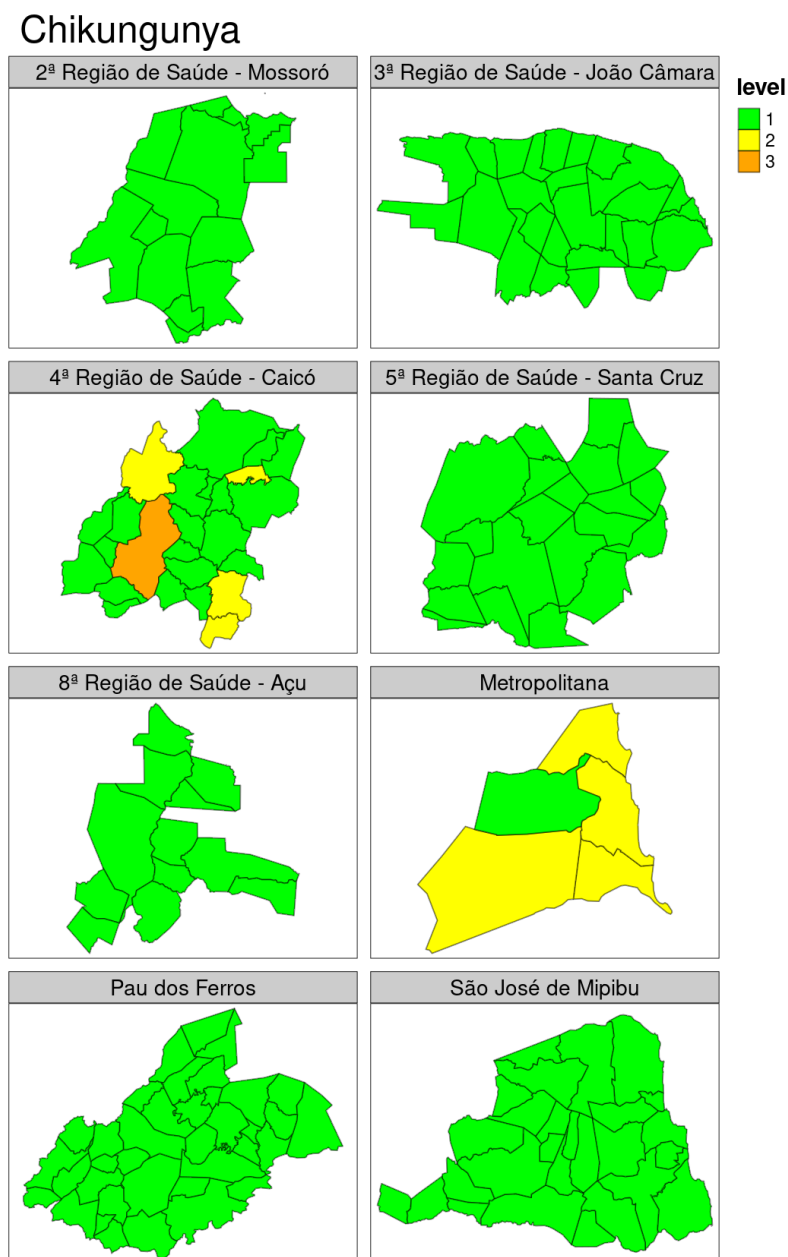 Chikungunya
2ª Região de Saúde - Mossoró
3ª Região de Saúde - João Câmara
level
1
2
3
4ª Região de Saúde - Caicó
5ª Região de Saúde - Santa Cruz
8ª Região de Saúde - Açu
Metropolitana
Pau dos Ferros
São José de Mipibu